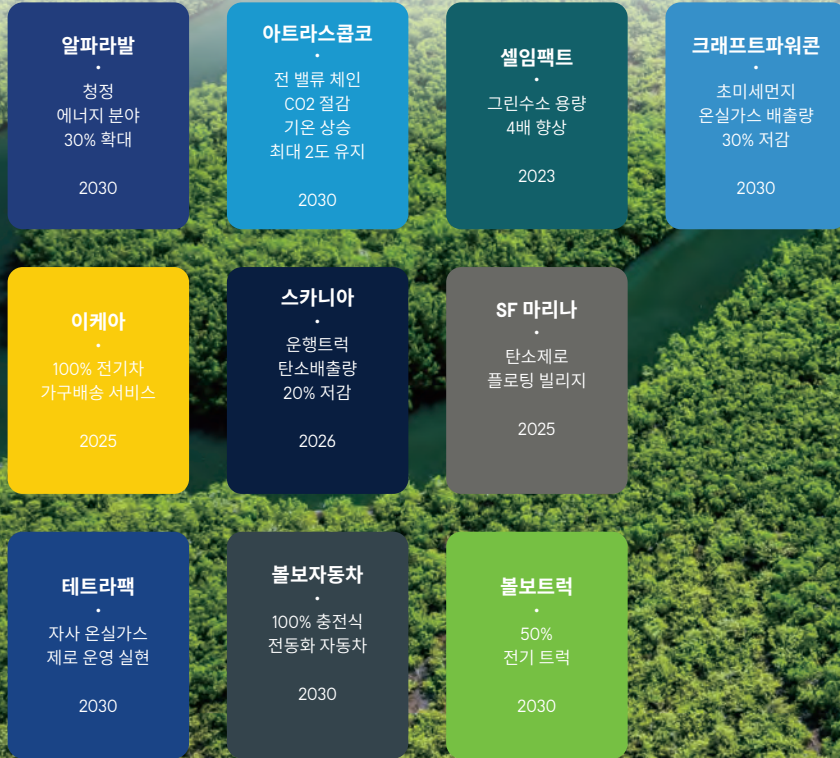 알파라발
•
청정
에너지 분야
30% 확대
2030
아트라스콥코
•
전 밸류 체인
CO2 절감
기온 상승
최대 2도 유지
2030
셀임팩트
•
그린수소 용량
4배 향상
2023
크래프트파워콘
•
초미세먼지
온실가스 배출량
30% 저감
2030
이케아
•
100% 전기차
가구배송 서비스
2025
스카니아
•
운행트럭
탄소배출량
20% 저감
2026
SF 마리나
•
탄소제로
플로팅 빌리지
2025
테트라팩
•
자사 온실가스
제로 운영 실현
2030
볼보자동차
•
100% 충전식
전동화 자동차
2030
볼보트럭
•
50%
전기 트럭
2030